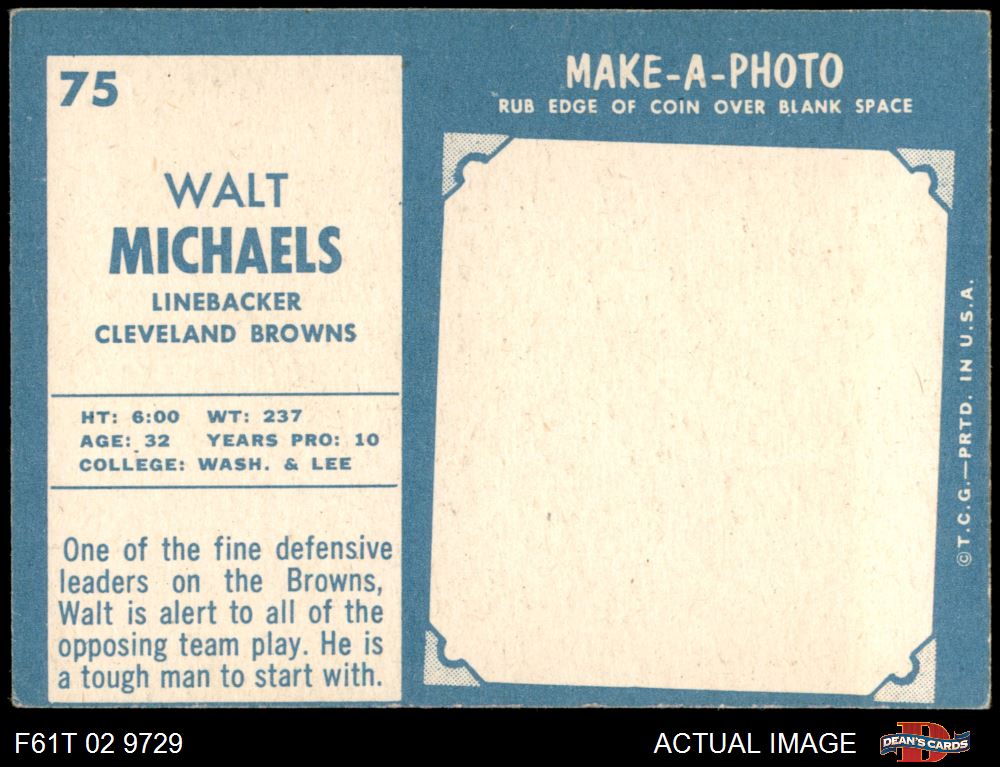 75
WALT
MICHAELS
LINEBACKER
CLEVELAND BROWNS
HT: 6:00 WT: 237
AGE: 32 YEARS PRO: 10
COLLEGE: WASH. & LEE
One of the fine defensive
leaders on the Browns,
Walt is alert to all of the
opposing team play. He is
a tough man to start with.
MAKE-A-PHOTO
RUB EDGE OF COIN OVER BLANK SPACE
©T.C.G.—PRTD. IN U.S.A.
F61T 02 9729
ACTUAL IMAGE
D
DEAN'S CARDS